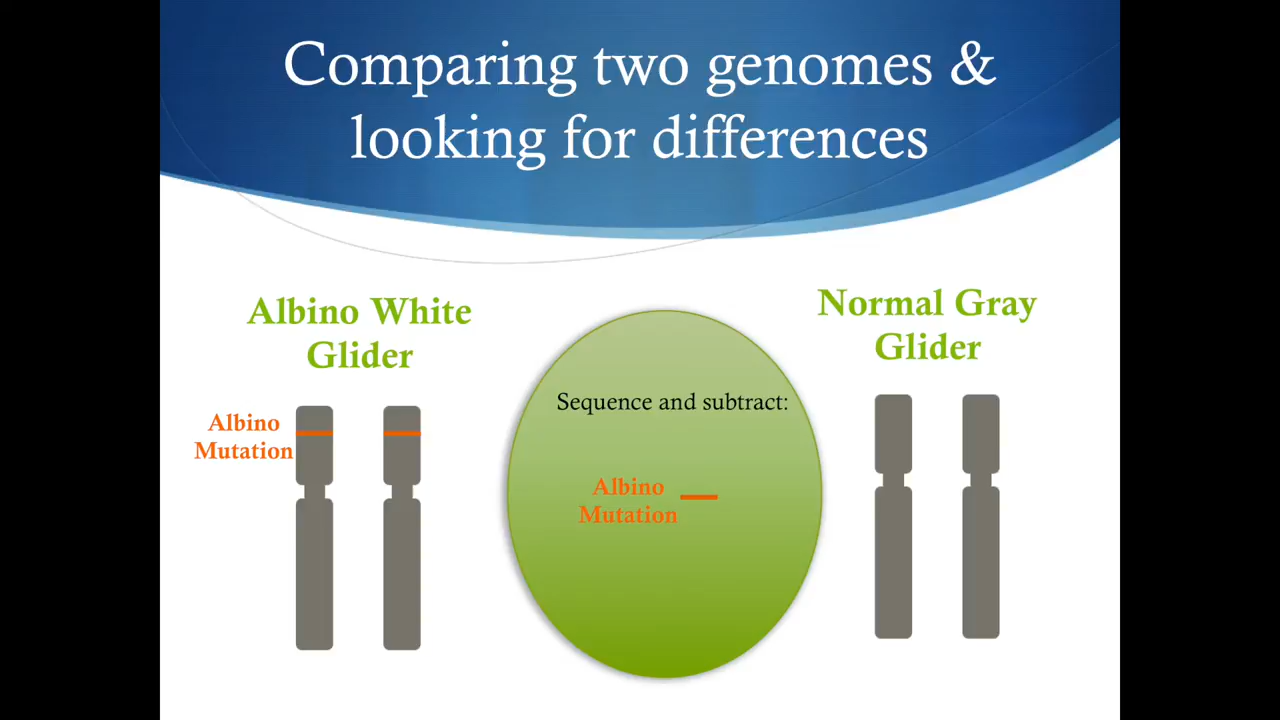 Comparing two genomes &
looking for differences
Albino White
Glider
Albino
Mutation
Sequence and subtract:
Albino
Mutation
Normal Gray
Glider